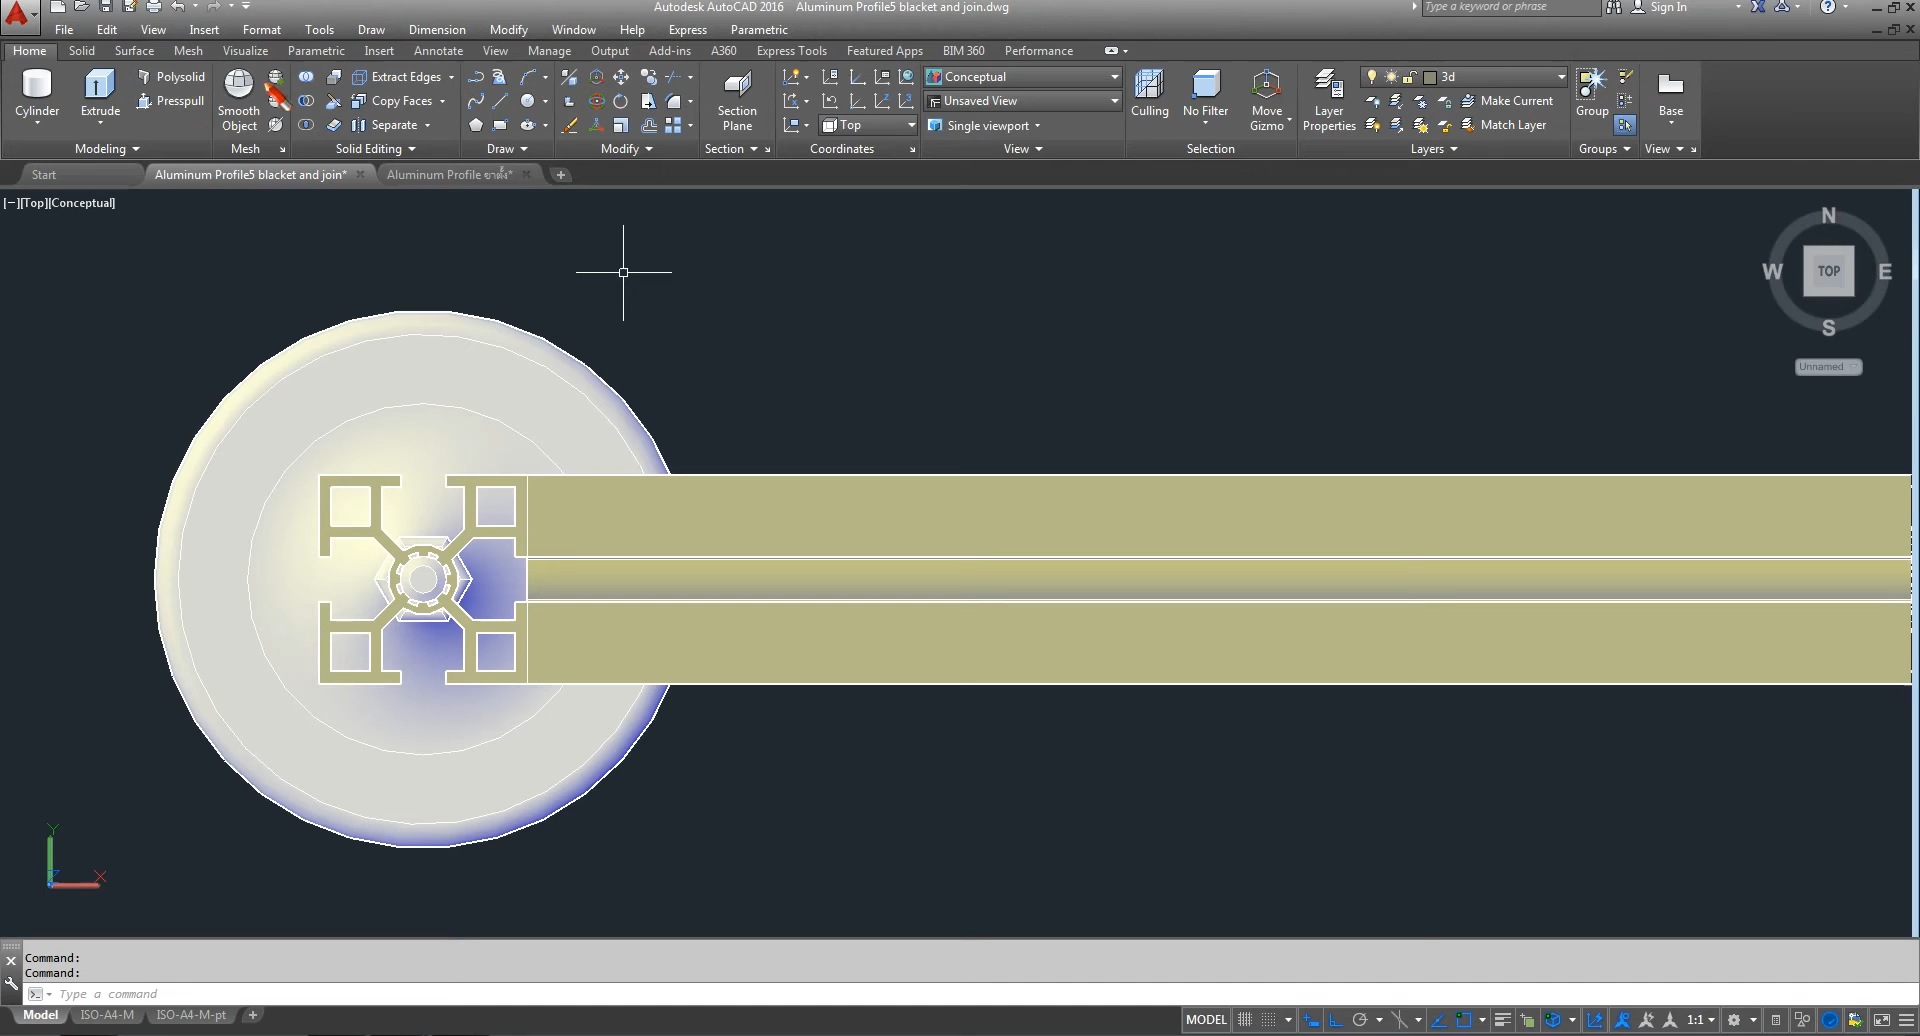 Autodesk AutoCAD 2016 Aluminum Profile5 blacket and join.dwg
Type a keyword or phrase
Sign In
File Edit View Insert Format Tools Draw Dimension Modify Window Help Express Parametric
Home Solid Surface Mesh Visualize Parametric Insert Annotate View Manage Output Add-ins A360 Express Tools Featured Apps BIM 360 Performance
Cylinder
Extrude
Polysolid
Presspull
Smooth
Object
Extract Edges
Copy Faces
Separate
Section
Plane
Top
Conceptual
Unsaved View
Single viewport
Culling
No Filter
Move
Gizmo
Layer
Properties
3d
Make Current
Match Layer
Group
Base
Modeling Mesh Solid Editing Draw Modify Section Coordinates View Selection Layers Groups View
Start Aluminum Profile5 blacket and join* Aluminum Profile ขาตั้ง*
[−][Top][Conceptual]
N
W TOP E
S
Unnamed
Y
Z X
Command:
Command:
Type a command
Model ISO-A4-M ISO-A4-M-pt
MODEL 1:1